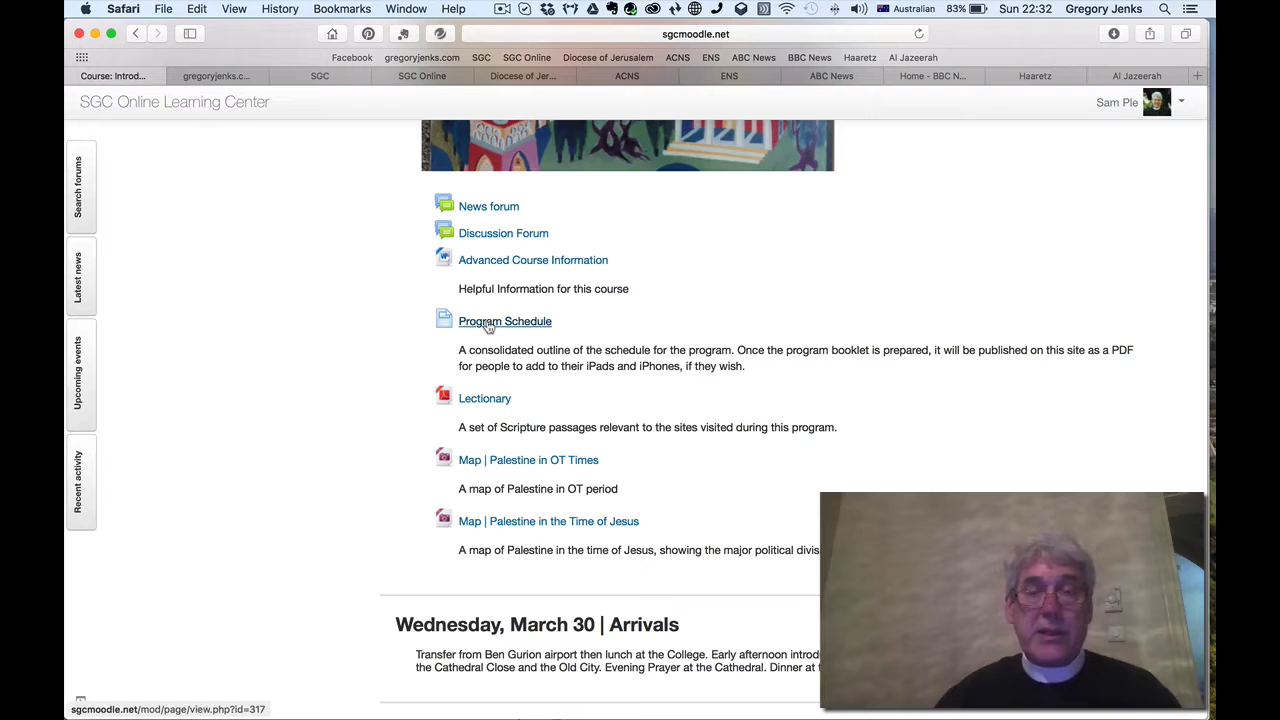 Safari File Edit View History Bookmarks Window Help Australian 83% Sun 22:32 Gregory Jenks
sgcmoodle.net
Facebook gregoryjenks.com SGC SGC Online Diocese of Jerusalem ACNS ENS ABC News BBC News Haaretz Al Jazeerah
Course: Introd... gregoryjenks.c... SGC SGC Online Diocese of Jer... ACNS ENS ABC News Home - BBC N... Haaretz Al Jazeerah
SGC Online Learning Center
Sam Ple
Search forums
Latest news
Upcoming events
Recent activity
News forum
Discussion Forum
Advanced Course Information
Helpful Information for this course
Program Schedule
A consolidated outline of the schedule for the program. Once the program booklet is prepared, it will be published on this site as a PDF
for people to add to their iPads and iPhones, if they wish.
Lectionary
A set of Scripture passages relevant to the sites visited during this program.
Map | Palestine in OT Times
A map of Palestine in OT period
Map | Palestine in the Time of Jesus
A map of Palestine in the time of Jesus, showing the major political divis
Wednesday, March 30 | Arrivals
Transfer from Ben Gurion airport then lunch at the College. Early afternoon introdu
the Cathedral Close and the Old City. Evening Prayer at the Cathedral. Dinner at t
sgcmoodle.net/mod/page/view.php?id=317